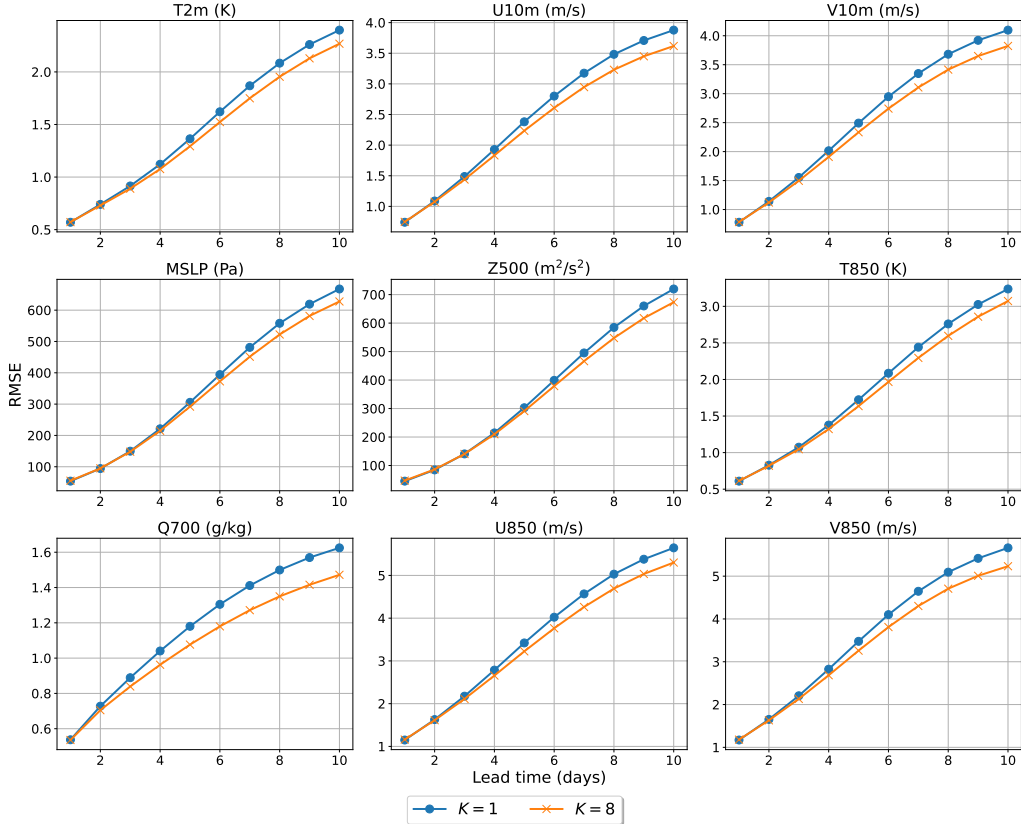 T2m (K)
2.0
1.5
1.0
0.5
2 4 6 8 10
U10m (m/s)
4.0
3.5
3.0
2.5
2.0
1.5
1.0
2 4 6 8 10
V10m (m/s)
4.0
3.5
3.0
2.5
2.0
1.5
1.0
2 4 6 8 10
RMSE
MSLP (Pa)
600
500
400
300
200
100
2 4 6 8 10
Z500 (m²/s²)
700
600
500
400
300
200
100
2 4 6 8 10
T850 (K)
3.0
2.5
2.0
1.5
1.0
0.5
2 4 6 8 10
Q700 (g/kg)
1.6
1.4
1.2
1.0
0.8
0.6
2 4 6 8 10
U850 (m/s)
5
4
3
2
1
2 4 6 8 10
V850 (m/s)
5
4
3
2
1
2 4 6 8 10
Lead time (days)
K = 1 K = 8